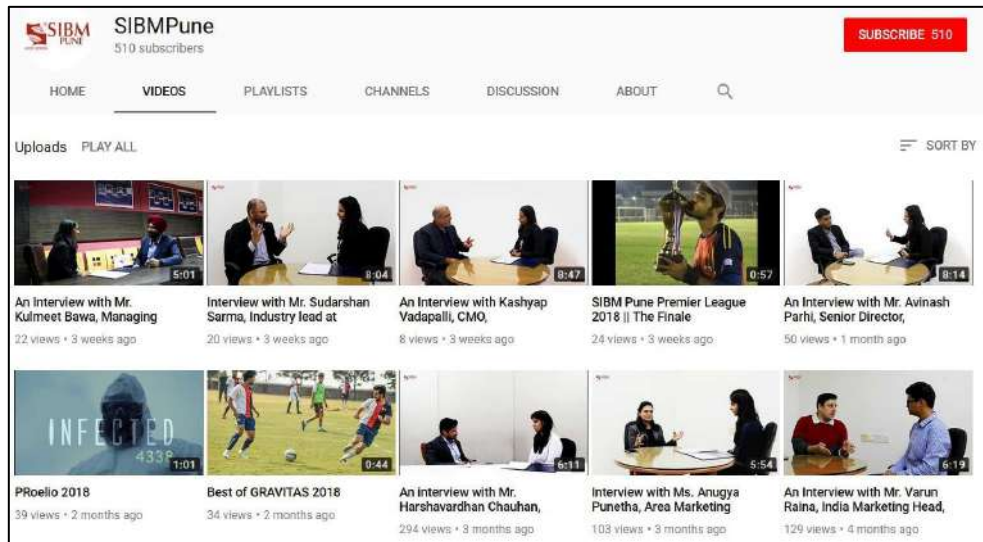 SIBM
PUNE
SIBMPune
510 subscribers
SUBSCRIBE 510
HOME VIDEOS PLAYLISTS CHANNELS DISCUSSION ABOUT
Uploads PLAY ALL SORT BY
5:01 8:04 8:47 0:57 8:14
An Interview with Mr.
Kulmeet Bawa, Managing
22 views • 3 weeks ago
Interview with Mr. Sudarshan
Sarma, Industry lead at
20 views • 3 weeks ago
An Interview with Kashyap
Vadapalli, CMO,
8 views • 3 weeks ago
SIBM Pune Premier League
2018 || The Finale
24 views • 3 weeks ago
An Interview with Mr. Avinash
Parhi, Senior Director,
50 views • 1 month ago
INFECTED
4338
1:01 0:44 6:11 5:54 6:19
PRoelio 2018
39 views • 2 months ago
Best of GRAVITAS 2018
34 views • 2 months ago
An interview with Mr.
Harshavardhan Chauhan,
294 views • 3 months ago
Interview with Ms. Anugya
Punetha, Area Marketing
103 views • 3 months ago
An Interview with Mr. Varun
Raina, India Marketing Head,
129 views • 4 months ago